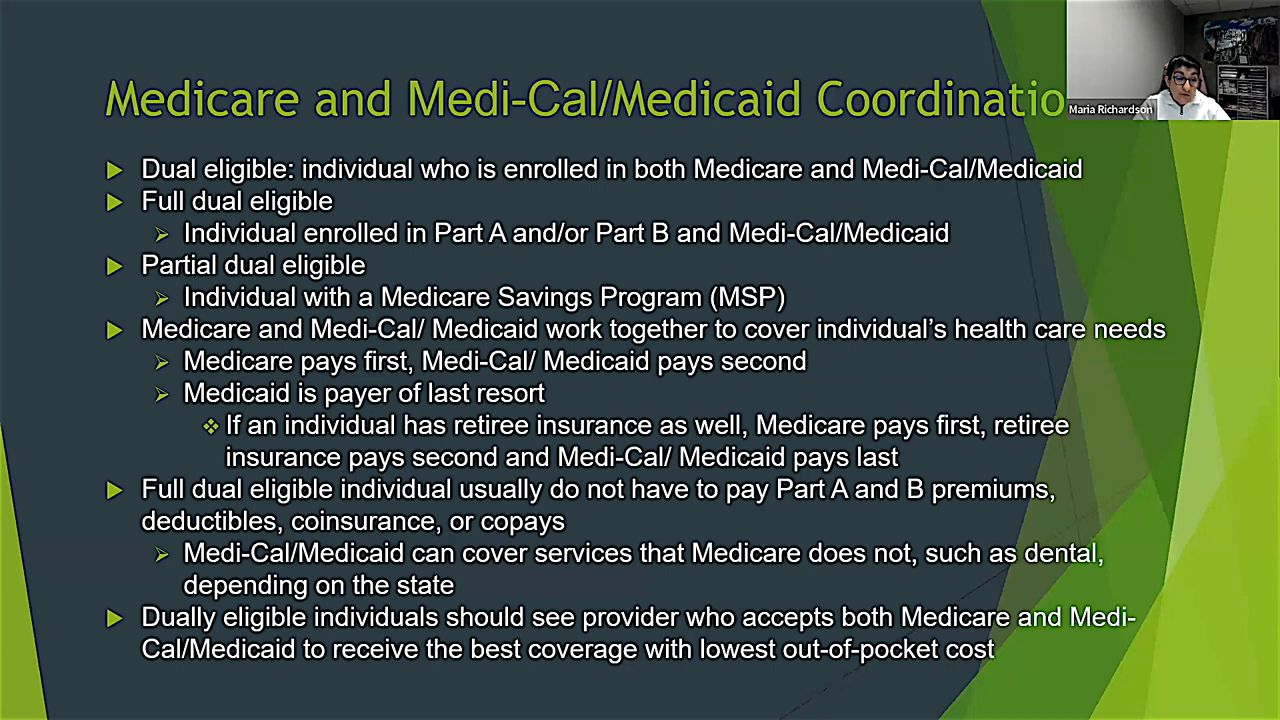 Medicare and Medi-Cal/Medicaid Coordinatio
Maria Richardson
Dual eligible: individual who is enrolled in both Medicare and Medi-Cal/Medicaid
Full dual eligible
Individual enrolled in Part A and/or Part B and Medi-Cal/Medicaid
Partial dual eligible
Individual with a Medicare Savings Program (MSP)
Medicare and Medi-Cal/ Medicaid work together to cover individual’s health care needs
Medicare pays first, Medi-Cal/ Medicaid pays second
Medicaid is payer of last resort
If an individual has retiree insurance as well, Medicare pays first, retiree
insurance pays second and Medi-Cal/ Medicaid pays last
Full dual eligible individual usually do not have to pay Part A and B premiums,
deductibles, coinsurance, or copays
Medi-Cal/Medicaid can cover services that Medicare does not, such as dental,
depending on the state
Dually eligible individuals should see provider who accepts both Medicare and Medi-
Cal/Medicaid to receive the best coverage with lowest out-of-pocket cost